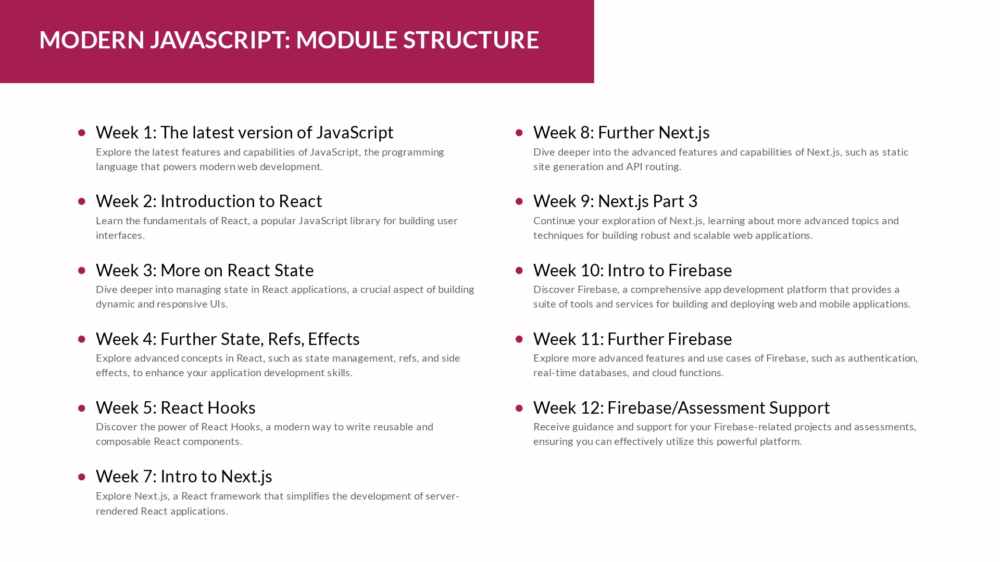 MODERN JAVASCRIPT: MODULE STRUCTURE
Week 1: The latest version of JavaScript
Explore the latest features and capabilities of JavaScript, the programming
language that powers modern web development.
Week 2: Introduction to React
Learn the fundamentals of React, a popular JavaScript library for building user
interfaces.
Week 3: More on React State
Dive deeper into managing state in React applications, a crucial aspect of building
dynamic and responsive UIs.
Week 4: Further State, Refs, Effects
Explore advanced concepts in React, such as state management, refs, and side
effects, to enhance your application development skills.
Week 5: React Hooks
Discover the power of React Hooks, a modern way to write reusable and
composable React components.
Week 7: Intro to Next.js
Explore Next.js, a React framework that simplifies the development of server-
rendered React applications.
Week 8: Further Next.js
Dive deeper into the advanced features and capabilities of Next.js, such as static
site generation and API routing.
Week 9: Next.js Part 3
Continue your exploration of Next.js, learning about more advanced topics and
techniques for building robust and scalable web applications.
Week 10: Intro to Firebase
Discover Firebase, a comprehensive app development platform that provides a
suite of tools and services for building and deploying web and mobile applications.
Week 11: Further Firebase
Explore more advanced features and use cases of Firebase, such as authentication,
real-time databases, and cloud functions.
Week 12: Firebase/Assessment Support
Receive guidance and support for your Firebase-related projects and assessments,
ensuring you can effectively utilize this powerful platform.